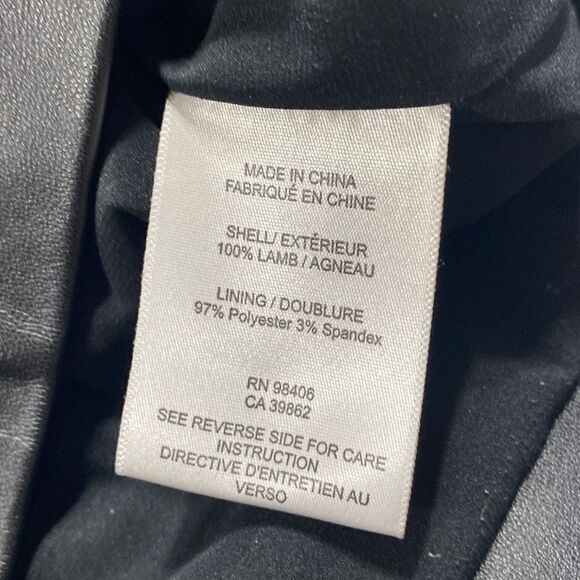 MADE IN CHINA
FABRIQUÉ EN CHINE
SHELL/ EXTÉRIEUR
100% LAMB / AGNEAU
LINING / DOUBLURE
97% Polyester 3% Spandex
RN 98406
CA 39862
SEE REVERSE SIDE FOR CARE
INSTRUCTION
DIRECTIVE D'ENTRETIEN AU
VERSO